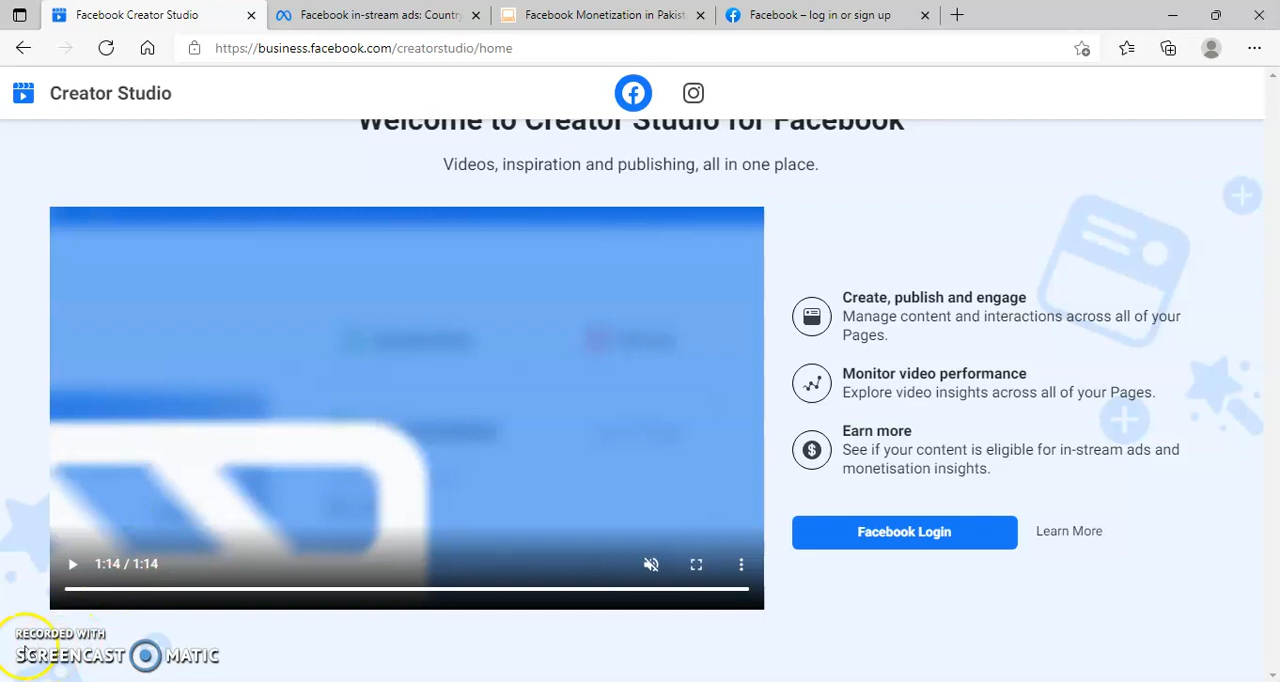 Facebook Creator Studio
Facebook in-stream ads: Country
Facebook Monetization in Pakist
Facebook – log in or sign up
https://business.facebook.com/creatorstudio/home
Creator Studio
Welcome to Creator Studio for Facebook
Videos, inspiration and publishing, all in one place.
Create, publish and engage
Manage content and interactions across all of your
Pages.
Monitor video performance
Explore video insights across all of your Pages.
Earn more
See if your content is eligible for in-stream ads and
monetisation insights.
Facebook Login
Learn More
1:14 / 1:14
RECORDED WITH
SCREENCAST MATIC